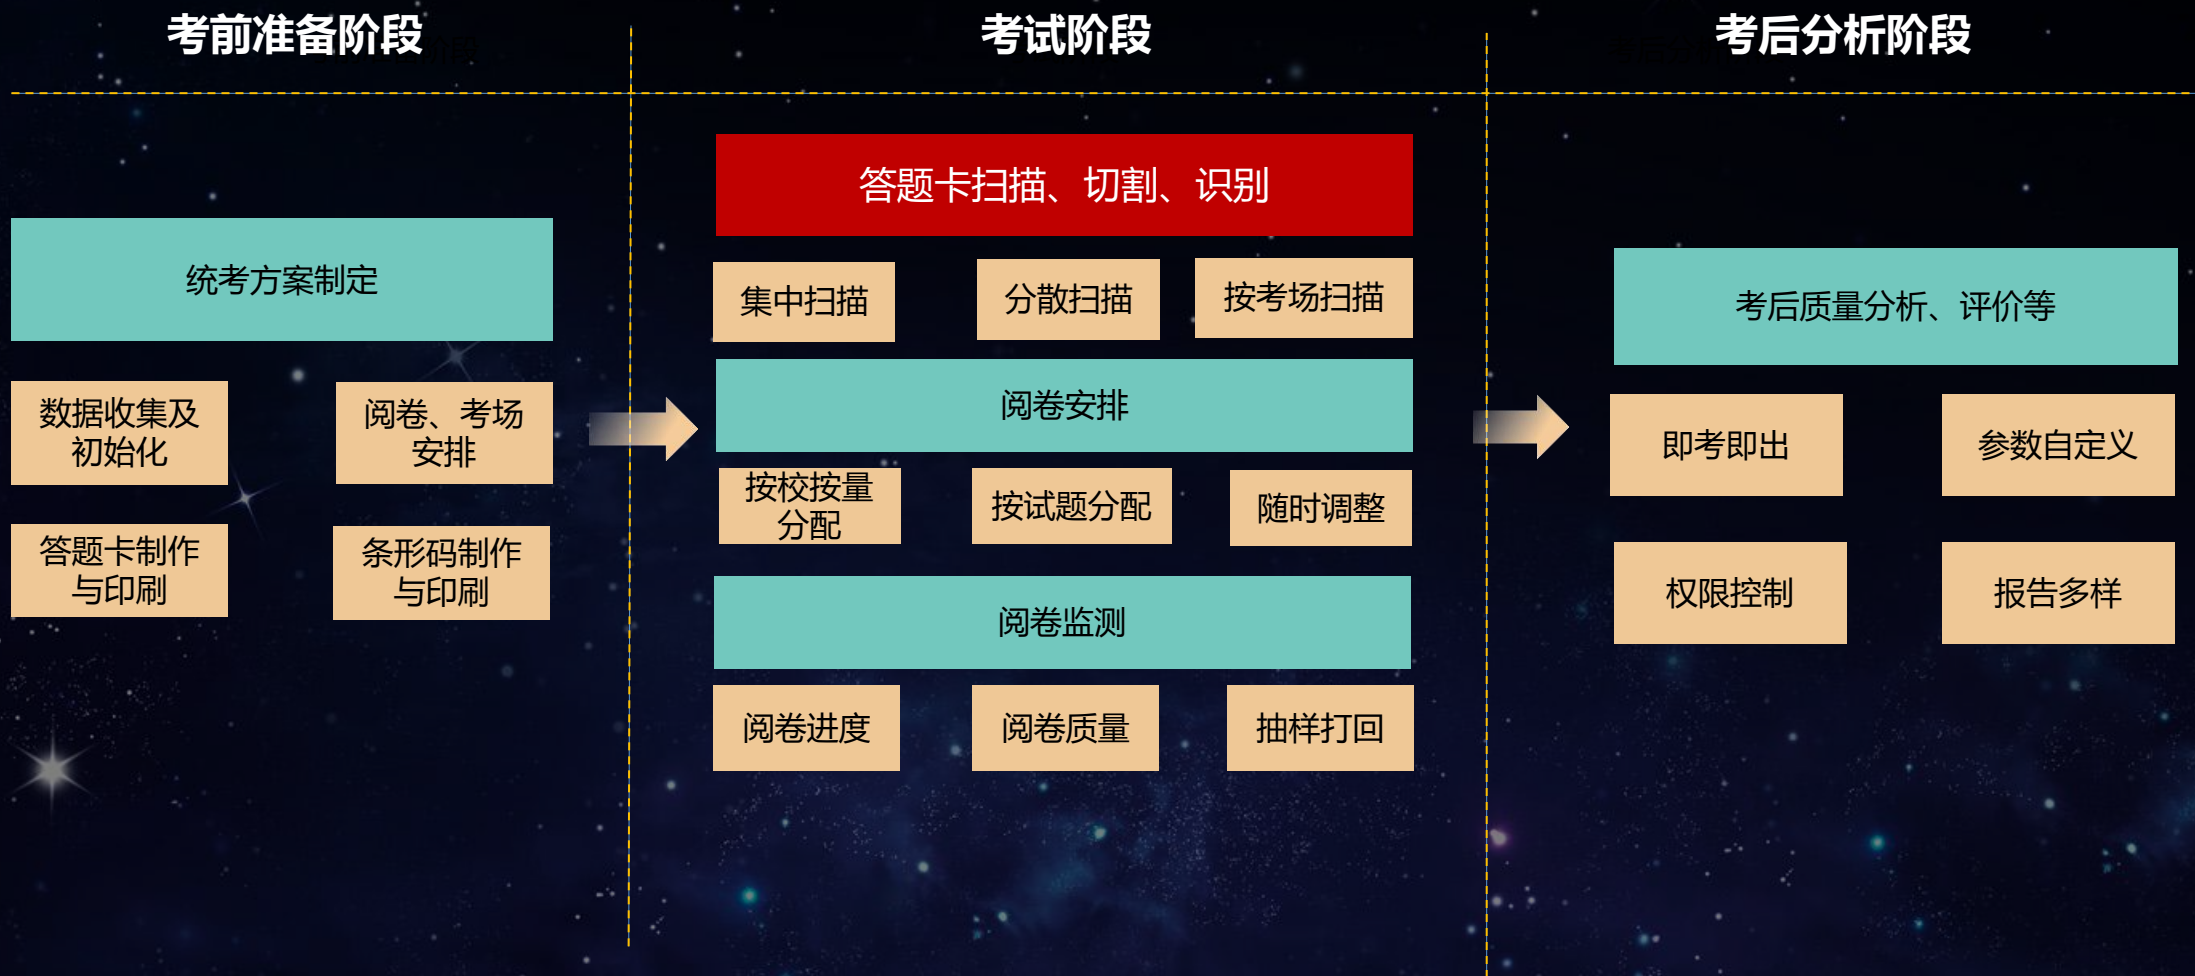 考前准备阶段
考试阶段
考后分析阶段
统考方案制定
数据收集及
初始化
阅卷、考场
安排
答题卡制作
与印刷
条形码制作
与印刷
答题卡扫描、切割、识别
集中扫描
分散扫描
按考场扫描
阅卷安排
按校按量
分配
按试题分配
随时调整
阅卷监测
阅卷进度
阅卷质量
抽样打回
考后质量分析、评价等
即考即出
参数自定义
权限控制
报告多样